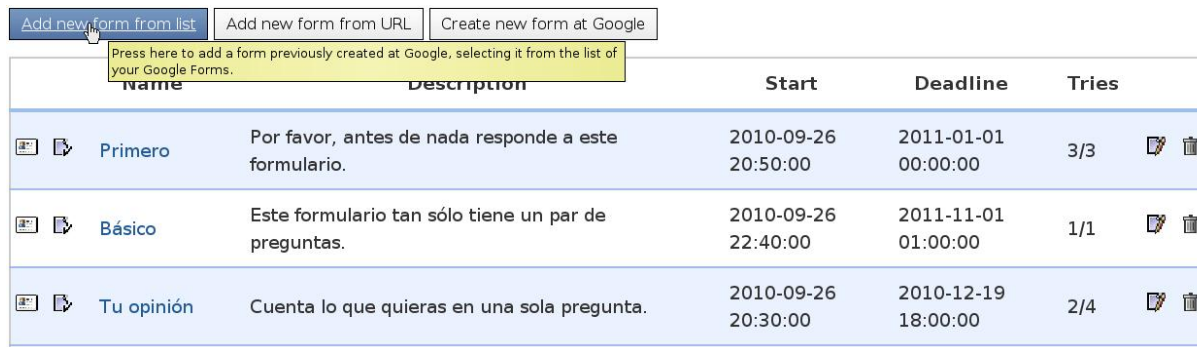 Add new form from list Add new form from URL Create new form at Google
Press here to add a form previously created at Google, selecting it from the list of
your Google Forms.
Name Description Start Deadline Tries
Primero Por favor, antes de nada responde a este formulario. 2010-09-26 20:50:00 2011-01-01 00:00:00 3/3
Básico Este formulario tan sólo tiene un par de preguntas. 2010-09-26 22:40:00 2011-11-01 01:00:00 1/1
Tu opinión Cuenta lo que quieras en una sola pregunta. 2010-09-26 20:30:00 2010-12-19 18:00:00 2/4